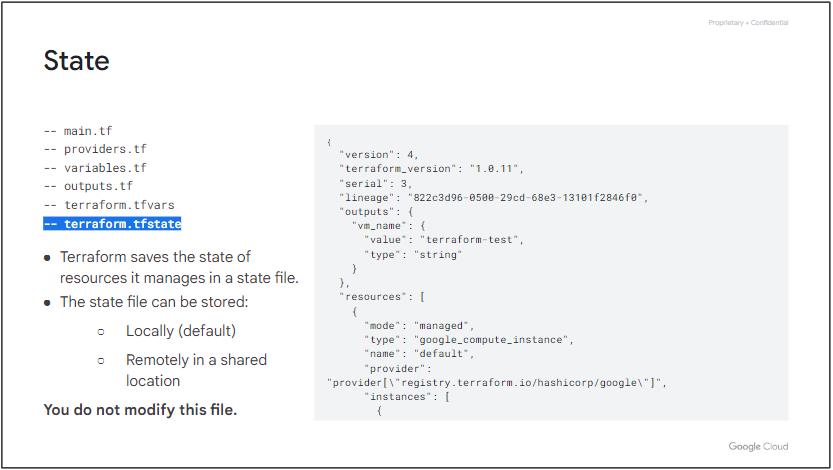 Proprietary + Confidential
State
-- main.tf
-- providers.tf
-- variables.tf
-- outputs.tf
-- terraform.tfvars
-- terraform.tfstate
● Terraform saves the state of
resources it manages in a state file.
● The state file can be stored:
○ Locally (default)
○ Remotely in a shared
location
You do not modify this file.
{
  "version": 4,
  "terraform_version": "1.0.11",
  "serial": 3,
  "lineage": "822c3d96-0500-29cd-68e3-13101f2846f0",
  "outputs": {
    "vm_name": {
      "value": "terraform-test",
      "type": "string"
    }
  },
  "resources": [
    {
      "mode": "managed",
      "type": "google_compute_instance",
      "name": "default",
      "provider":
"provider[\"registry.terraform.io/hashicorp/google\"]",
      "instances": [
        {
Google Cloud